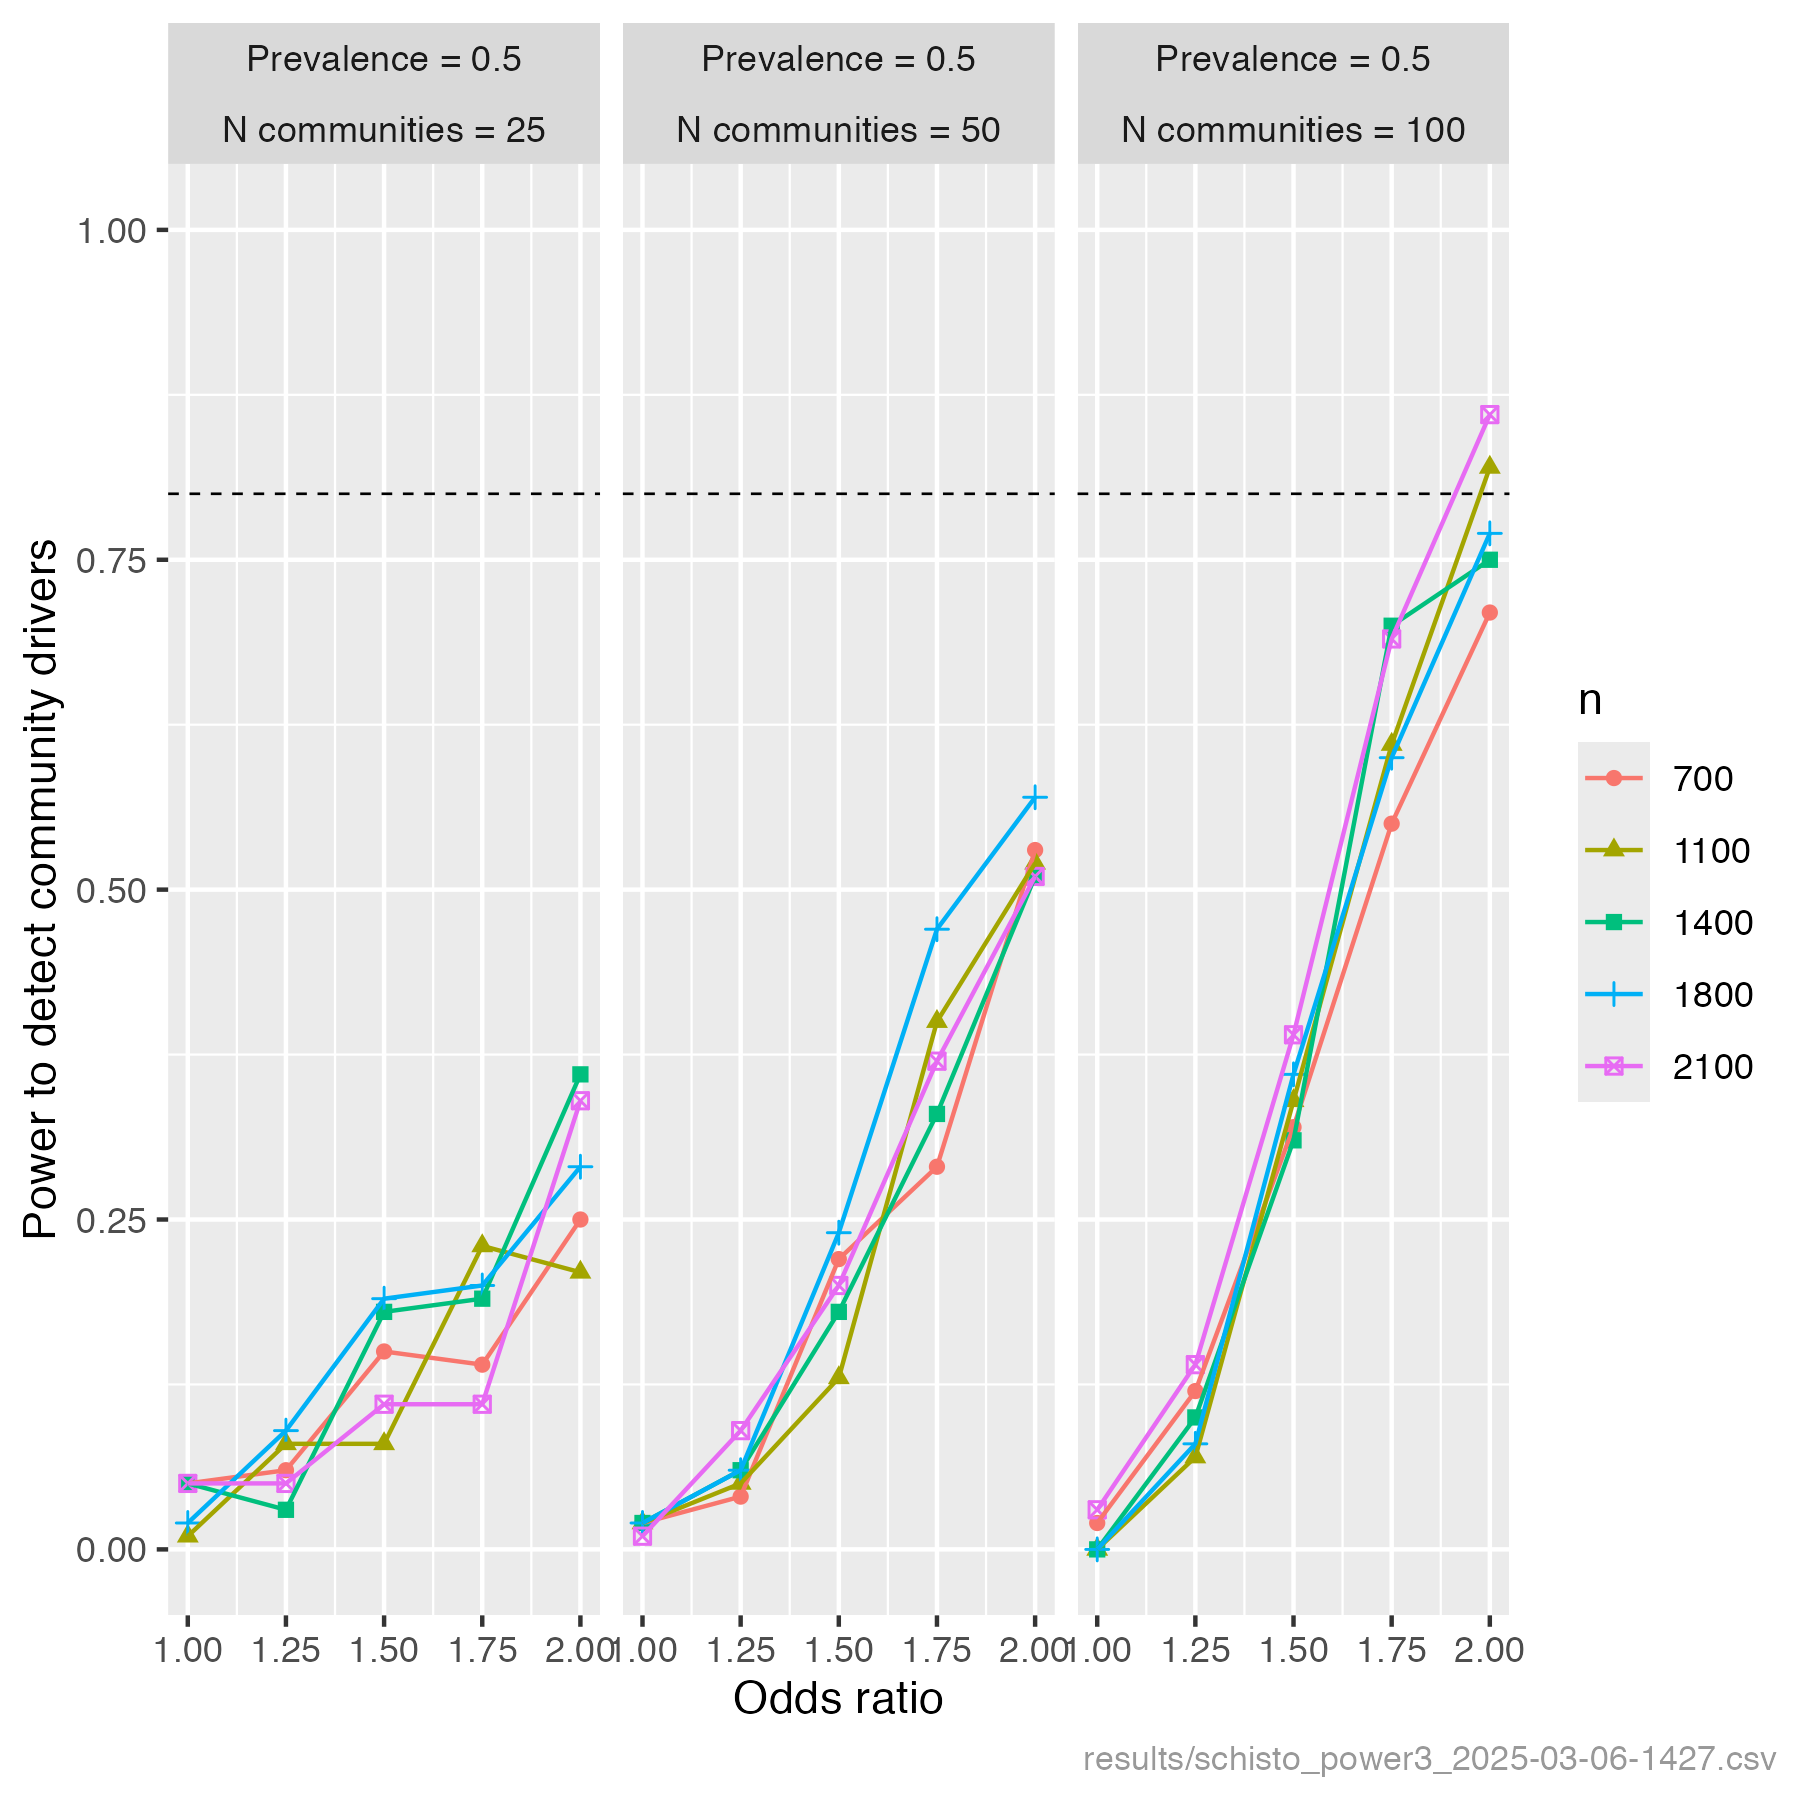 Prevalence = 0.5
N communities = 25
Prevalence = 0.5
N communities = 50
Prevalence = 0.5
N communities = 100
Power to detect community drivers
1.00
0.75
0.50
0.25
0.00
1.00 1.25 1.50 1.75 2.00
1.00 1.25 1.50 1.75 2.00
1.00 1.25 1.50 1.75 2.00
Odds ratio
n
700
1100
1400
1800
2100
results/schisto_power3_2025-03-06-1427.csv